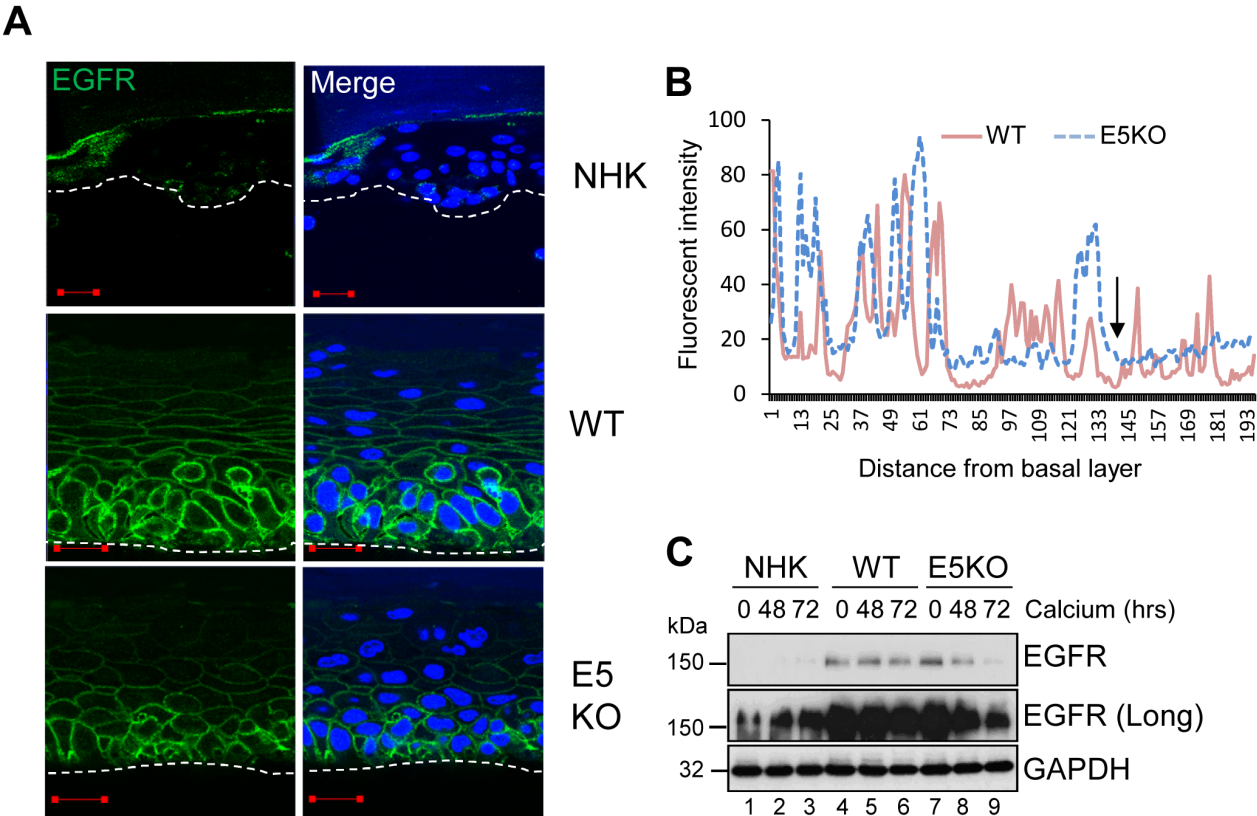 A
EGFR
Merge
NHK
WT
E5
KO
B
WT
E5KO
Fluorescent intensity
100
80
60
40
20
0
1 13 25 37 49 61 73 85 97 109 121 133 145 157 169 181 193
Distance from basal layer
C
NHK WT E5KO
0 48 72 0 48 72 0 48 72 Calcium (hrs)
kDa
150 EGFR
150 EGFR (Long)
32 GAPDH
1 2 3 4 5 6 7 8 9